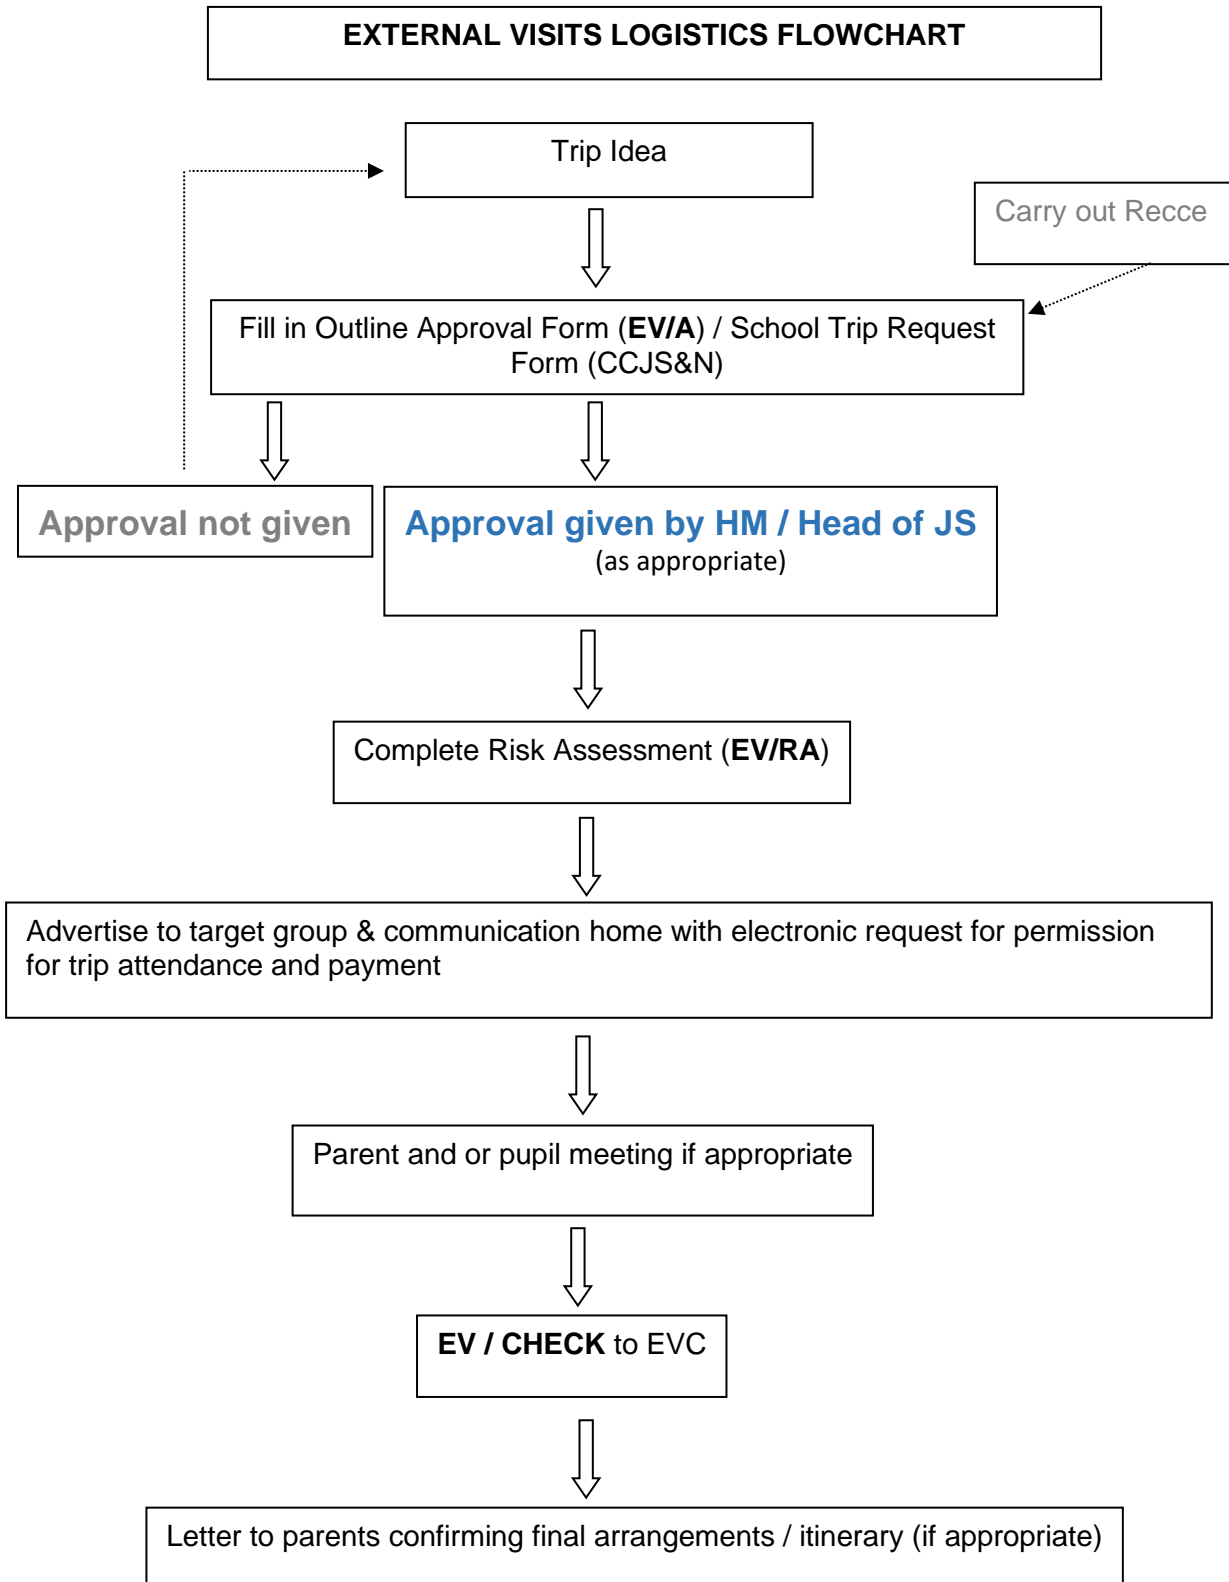 EXTERNAL VISITS LOGISTICS FLOWCHART
Trip Idea
Carry out Recce
Fill in Outline Approval Form (EV/A) / School Trip Request
Form (CCJS&N)
Approval not given
Approval given by HM / Head of JS
(as appropriate)
Complete Risk Assessment (EV/RA)
Advertise to target group & communication home with electronic request for permission
for trip attendance and payment
Parent and or pupil meeting if appropriate
EV / CHECK to EVC
Letter to parents confirming final arrangements / itinerary (if appropriate)